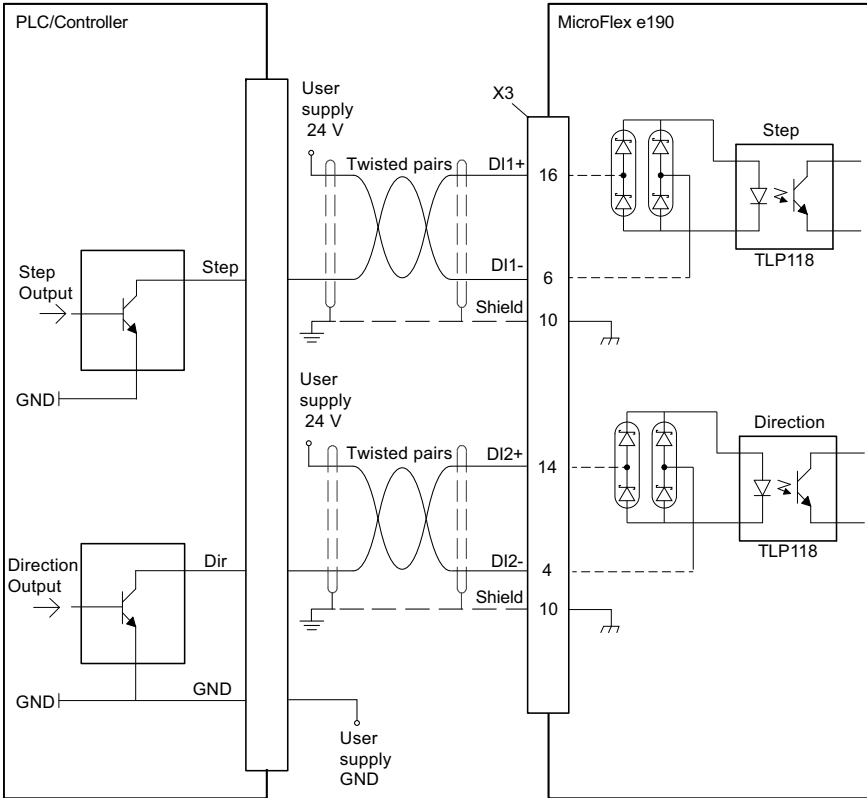 PLC/Controller
MicroFlex e190
User
supply
24 V
X3
Step
Twisted pairs
DI1+
16
Step
Output
Step
DI1-
6
TLP118
Shield
10
GND
User
supply
24 V
Direction
Twisted pairs
DI2+
14
Direction
Output
Dir
DI2-
4
TLP118
Shield
10
GND
GND
User
supply
GND